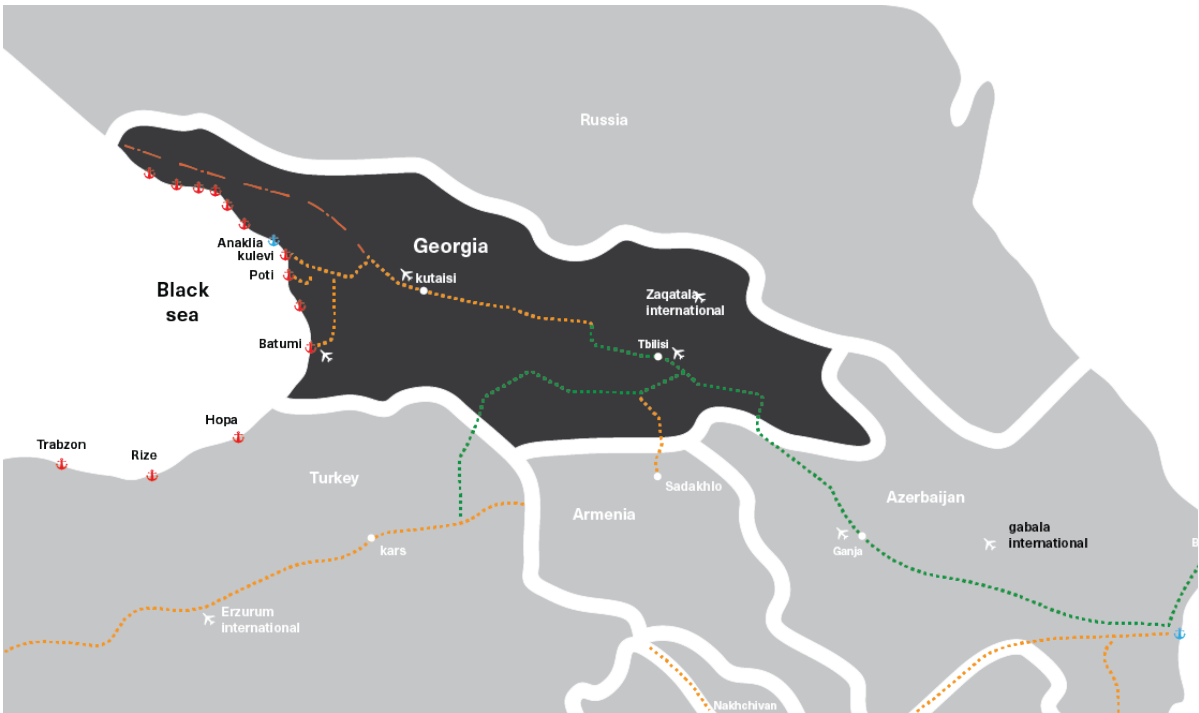 Russia
Georgia
Anaklia
kulevi
Poti
kutaisi
Black
sea
Zaqatala
international
Batumi
Tbilisi
Hopa
Trabzon
Rize
Turkey
Sadakhlo
Armenia
Azerbaijan
gabala
international
kars
Ganja
B
Erzurum
international
Nakhchivan